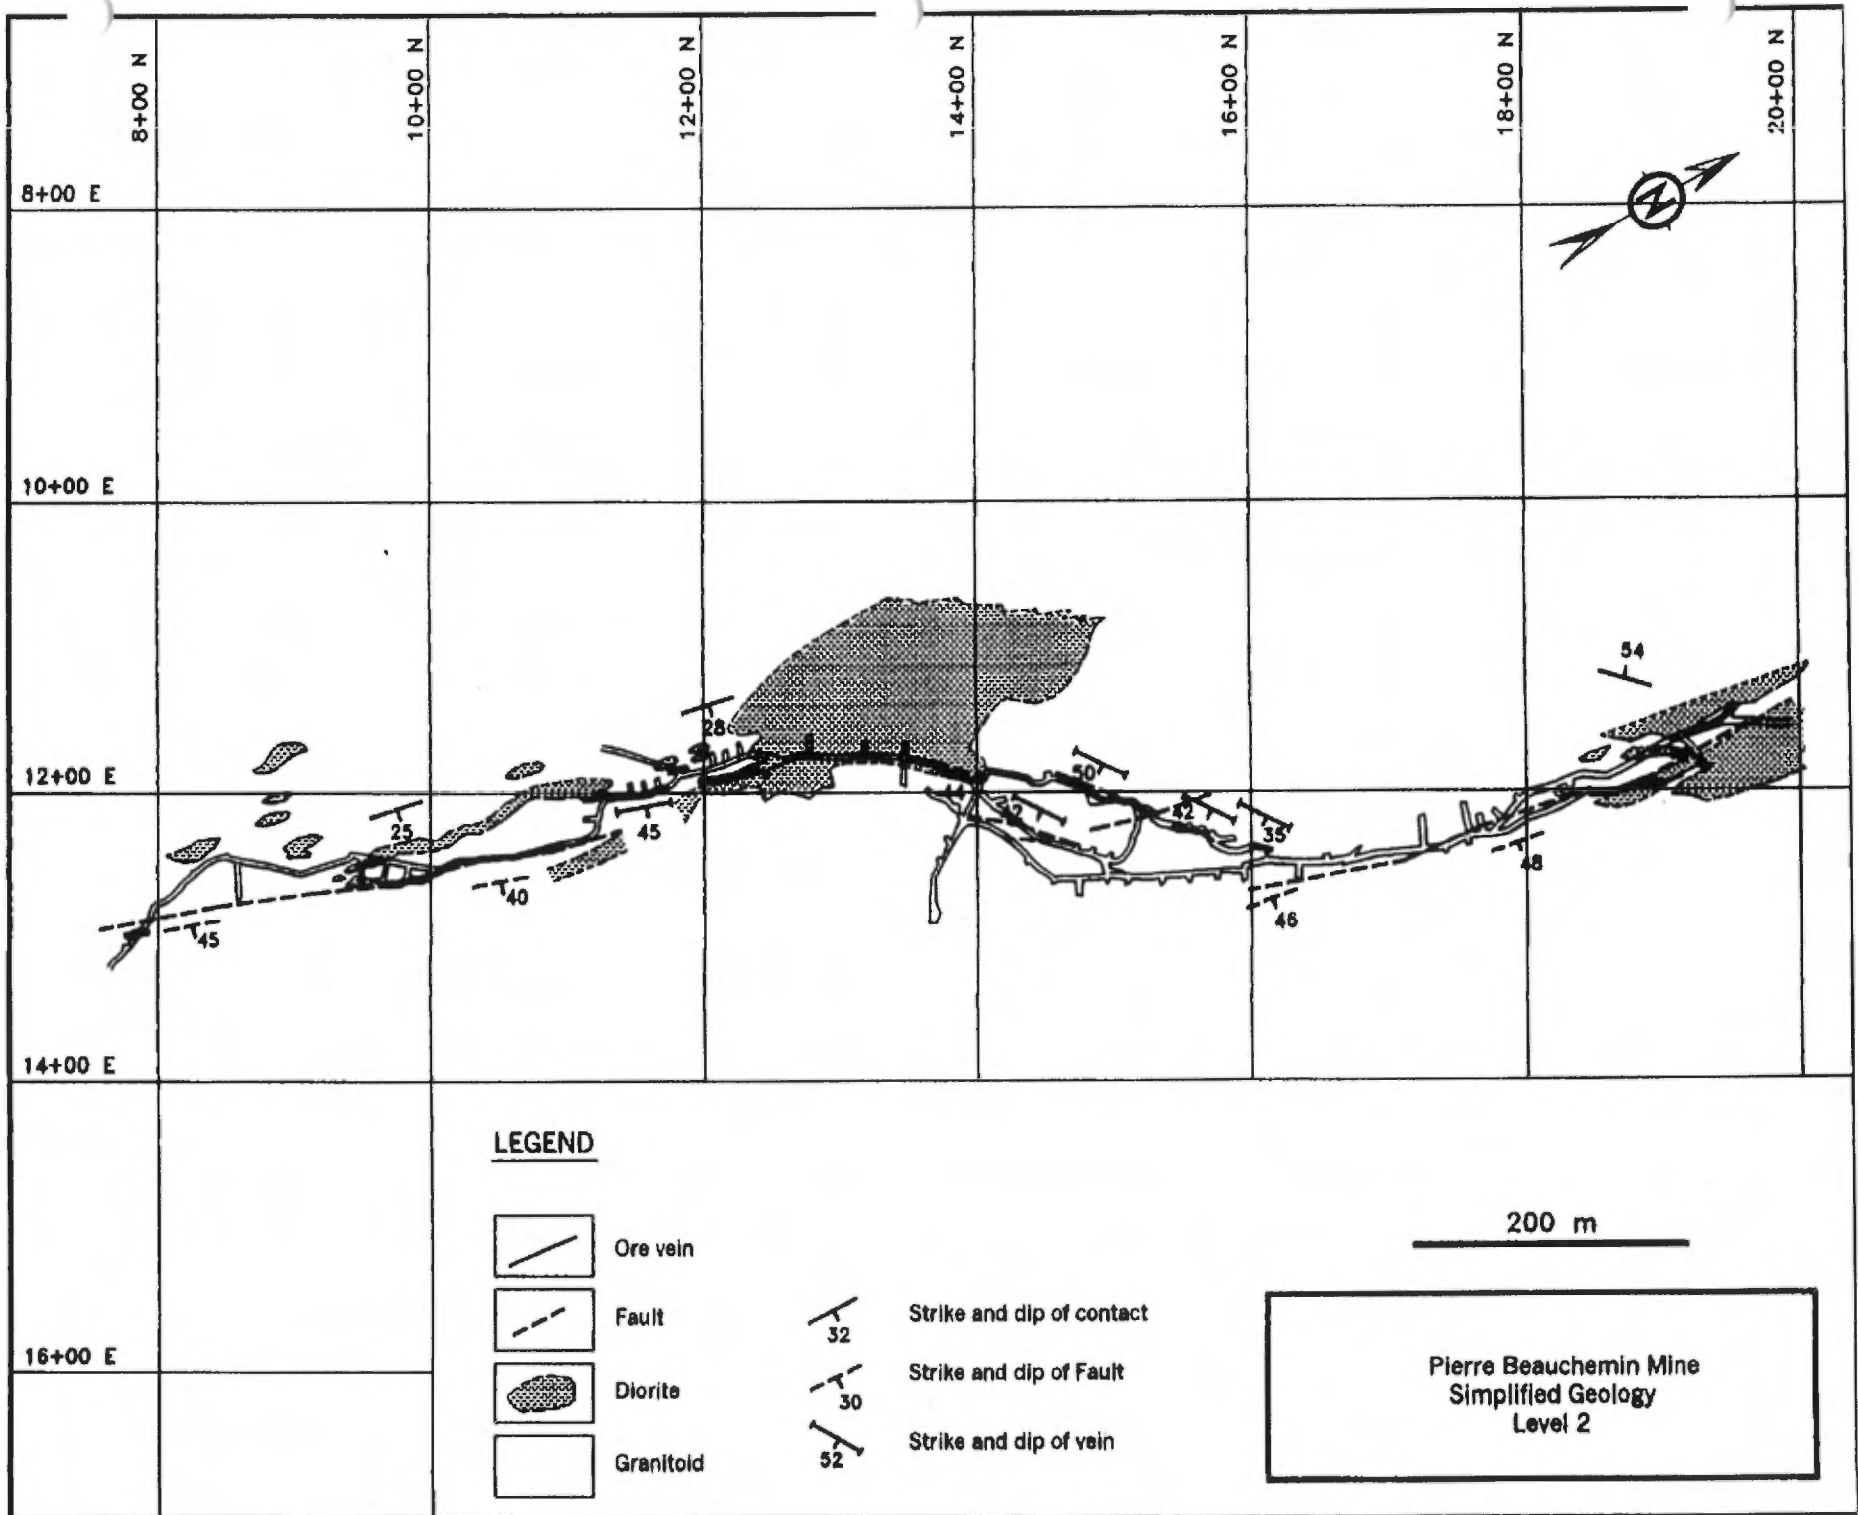 8+00 N
10+00 N
12+00 N
14+00 N
16+00 N
18+00 N
20+00 N
8+00 E
N
10+00 E
54
28
12+00 E
50
44
42
42
35
25
45
48
40
46
45
14+00 E
LEGEND
Ore vein
Fault
Diorite
Granitoid
32
Strike and dip of contact
30
Strike and dip of Fault
52
Strike and dip of vein
200 m
16+00 E
Pierre Beauchemin Mine
Simplified Geology
Level 2